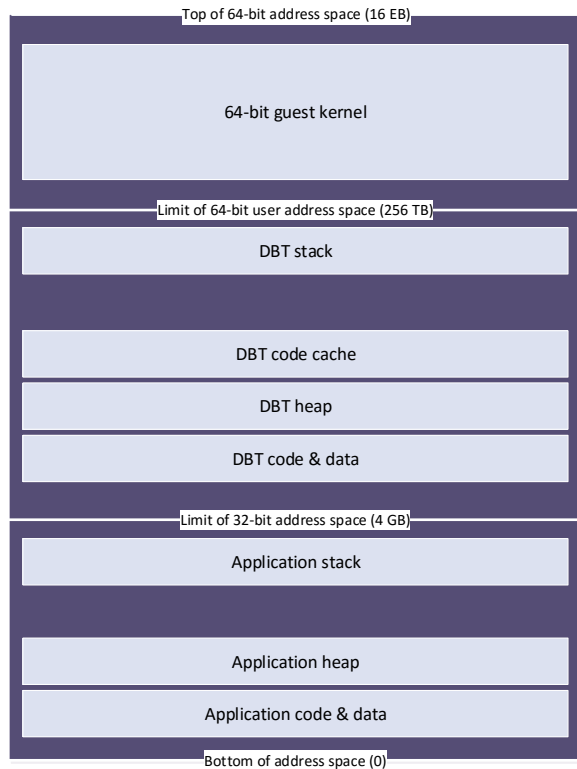 Top of 64-bit address space (16 EB)
64-bit guest kernel
Limit of 64-bit user address space (256 TB)
DBT stack
DBT code cache
DBT heap
DBT code & data
Limit of 32-bit address space (4 GB)
Application stack
Application heap
Application code & data
Bottom of address space (0)